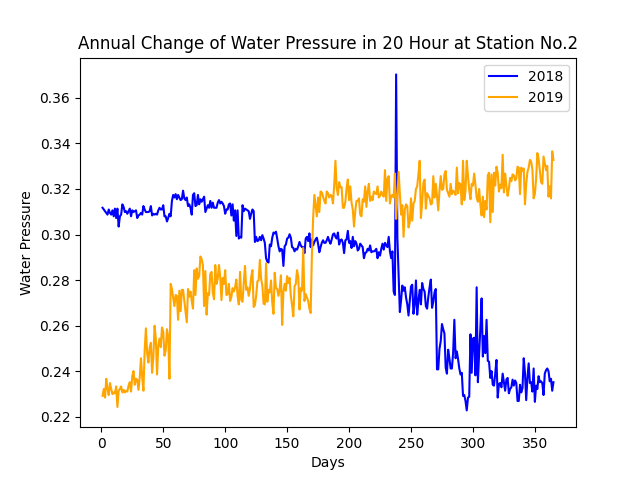 Annual Change of Water Pressure in 20 Hour at Station No.2
2018
2019
Water Pressure
0.36
0.34
0.32
0.30
0.28
0.26
0.24
0.22
0 50 100 150 200 250 300 350
Days